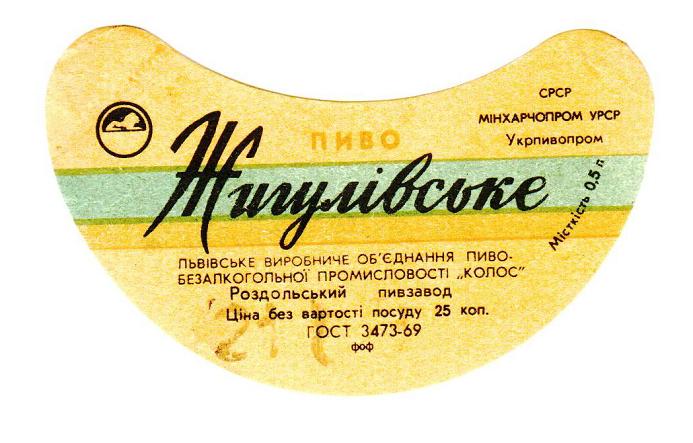 СРСР
МІНХАРЧОПРОМ УРСР
Укрпивопром
ПИВО
Жигулівське
Місткість 0,5 л
ЛЬВІВСЬКЕ ВИРОБНИЧЕ ОБ'ЄДНАННЯ ПИВО-
БЕЗАЛКОГОЛЬНОЇ ПРОМИСЛОВОСТІ „КОЛОС"
Роздольський пивзавод
Ціна без вартості посуду 25 коп.
ГОСТ 3473-69
фоф